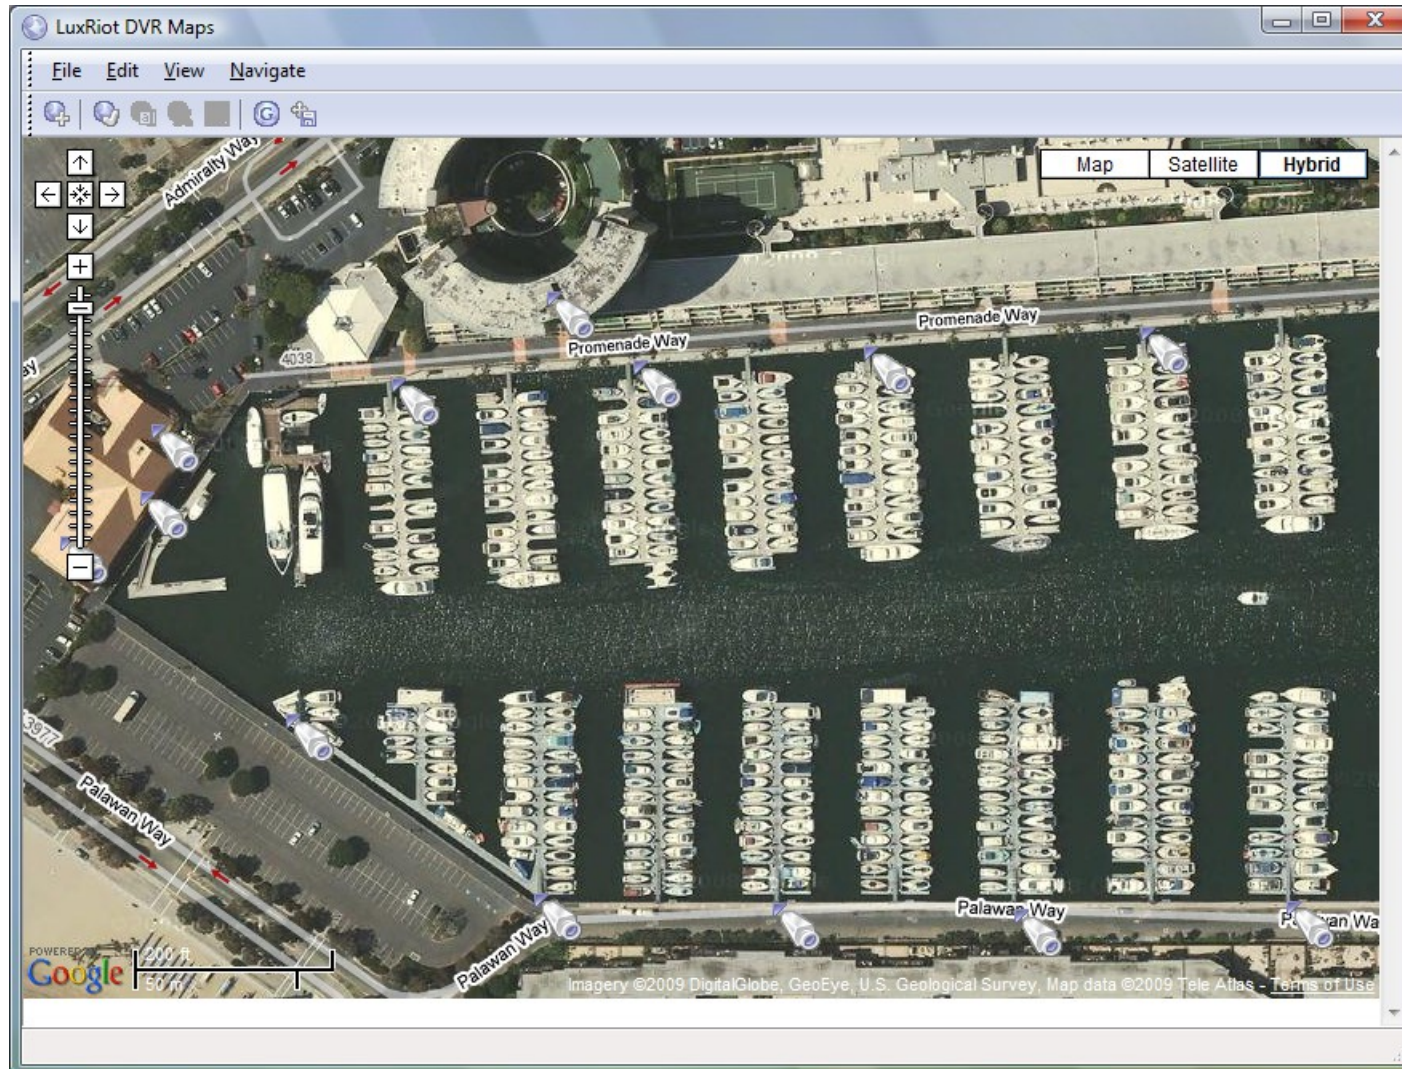 LuxRiot DVR Maps
File Edit View Navigate
Map Satellite Hybrid
Admiralty Way
Promenade Way
Promenade Way
4038
3977
Palawan Way
Palawan Way
Palawan Way
POWERED
Google
200 ft
50 m
Imagery ©2009 DigitalGlobe, GeoEye, U.S. Geological Survey, Map data ©2009 Tele Atlas - Terms of Use